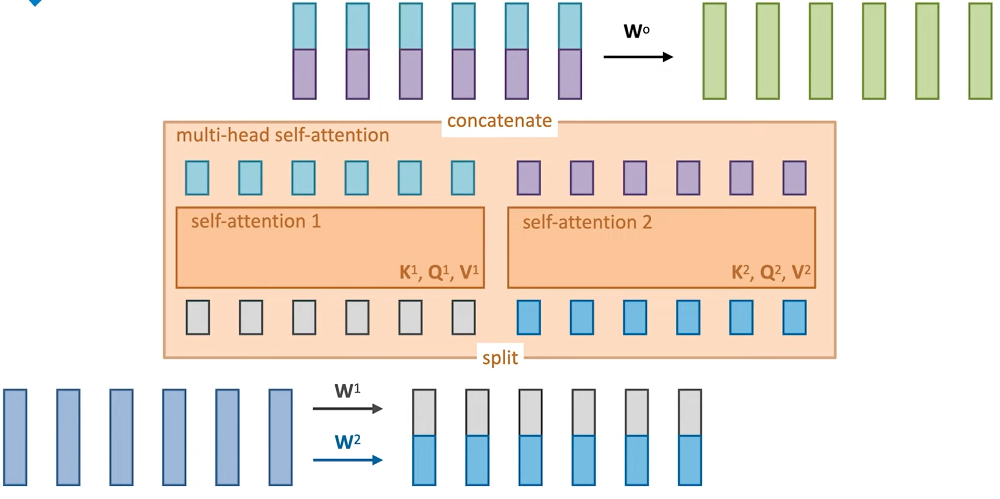 W°
concatenate
multi-head self-attention
self-attention 1
K¹, Q¹, V¹
self-attention 2
K², Q², V²
split
W¹
W²